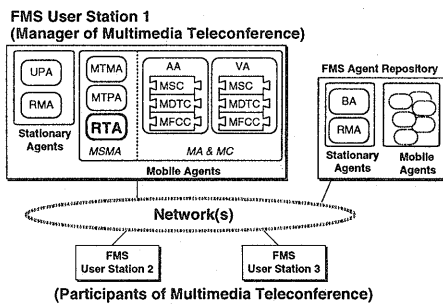 FMS User Station 1
(Manager of Multimedia Teleconference)
UPA
RMA
Stationary
Agents
MTMA
MTPA
RTA
MSMA
AA
MSC
MDTC
MFCC
VA
MSC
MDTC
MFCC
MA & MC
Mobile Agents
FMS Agent Repository
BA
RMA
Stationary
Agents
Mobile
Agents
Network(s)
FMS
User Station 2
FMS
User Station 3
(Participants of Multimedia Teleconference)